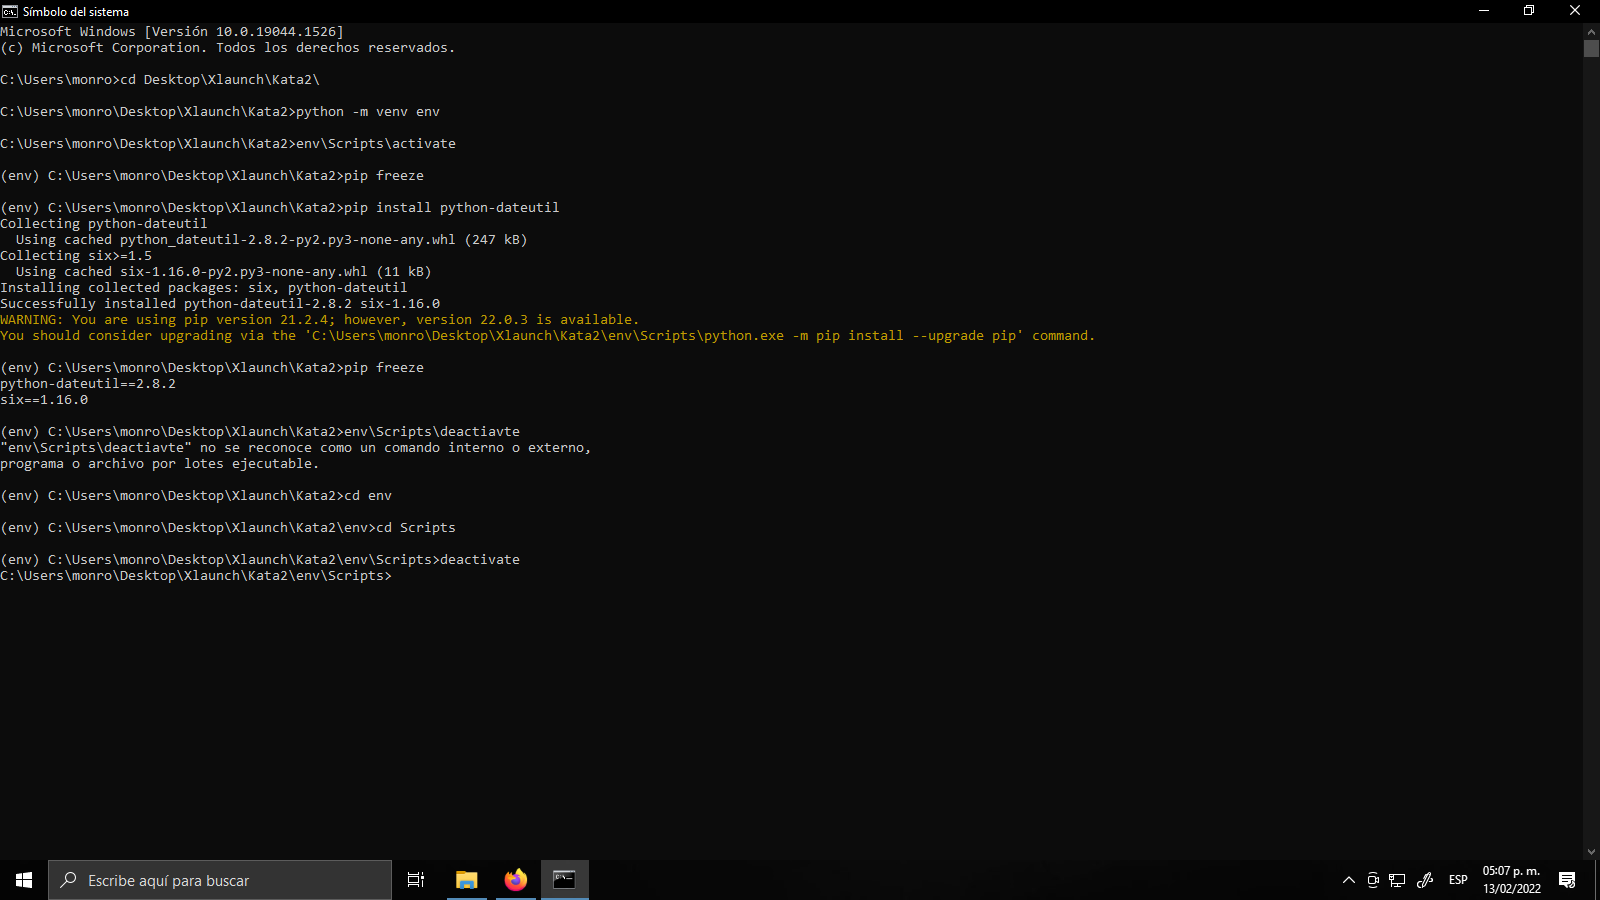 Símbolo del sistema
Microsoft Windows [Versión 10.0.19044.1526]
(c) Microsoft Corporation. Todos los derechos reservados.
C:\Users\monro>cd Desktop\Xlaunch\Kata2\
C:\Users\monro\Desktop\Xlaunch\Kata2>python -m venv env
C:\Users\monro\Desktop\Xlaunch\Kata2>env\Scripts\activate
(env) C:\Users\monro\Desktop\Xlaunch\Kata2>pip freeze
(env) C:\Users\monro\Desktop\Xlaunch\Kata2>pip install python-dateutil
Collecting python-dateutil
  Using cached python_dateutil-2.8.2-py2.py3-none-any.whl (247 kB)
Collecting six>=1.5
  Using cached six-1.16.0-py2.py3-none-any.whl (11 kB)
Installing collected packages: six, python-dateutil
Successfully installed python-dateutil-2.8.2 six-1.16.0
WARNING: You are using pip version 21.2.4; however, version 22.0.3 is available.
You should consider upgrading via the 'C:\Users\monro\Desktop\Xlaunch\Kata2\env\Scripts\python.exe -m pip install --upgrade pip' command.
(env) C:\Users\monro\Desktop\Xlaunch\Kata2>pip freeze
python-dateutil==2.8.2
six==1.16.0
(env) C:\Users\monro\Desktop\Xlaunch\Kata2>env\Scripts\deactiavte
"env\Scripts\deactiavte" no se reconoce como un comando interno o externo,
programa o archivo por lotes ejecutable.
(env) C:\Users\monro\Desktop\Xlaunch\Kata2>cd env
(env) C:\Users\monro\Desktop\Xlaunch\Kata2\env>cd Scripts
(env) C:\Users\monro\Desktop\Xlaunch\Kata2\env\Scripts>deactivate
C:\Users\monro\Desktop\Xlaunch\Kata2\env\Scripts>
Escribe aquí para buscar
ESP
05:07 p. m.
13/02/2022